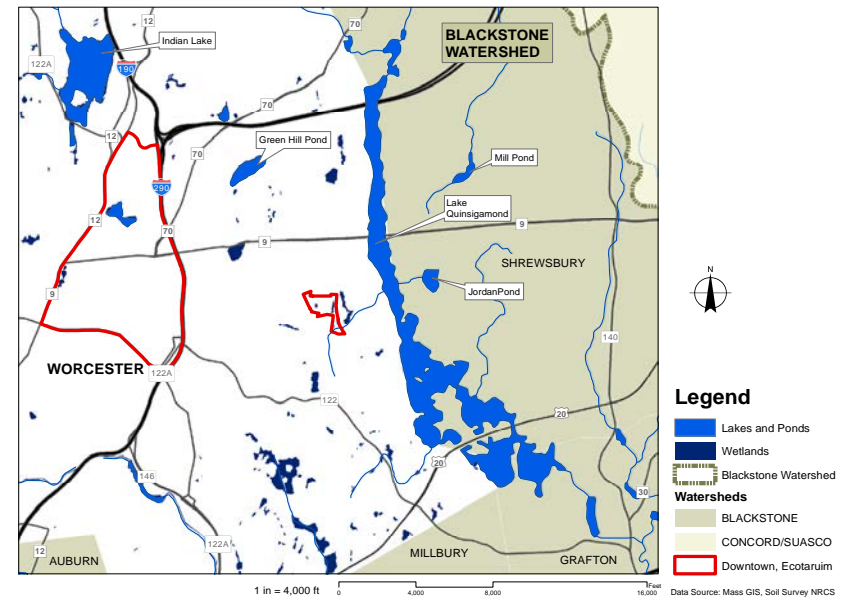 12
70
Indian Lake
BLACKSTONE
WATERSHED
122A
190
70
12
Green Hill Pond
70
Mill Pond
290
Lake
Quinsigamond
12
70
9
9
SHREWSBURY
JordanPond
9
N
140
WORCESTER
122A
122
20
Legend
Lakes and Ponds
20
Wetlands
146
Blackstone Watershed
30
Watersheds
BLACKSTONE
122A
CONCORD/SUASCO
12
AUBURN
MILLBURY
GRAFTON
Downtown, Ecotaruim
1 in = 4,000 ft
Feet
0 4,000 8,000 16,000
Data Source: Mass GIS, Soil Survey NRCS